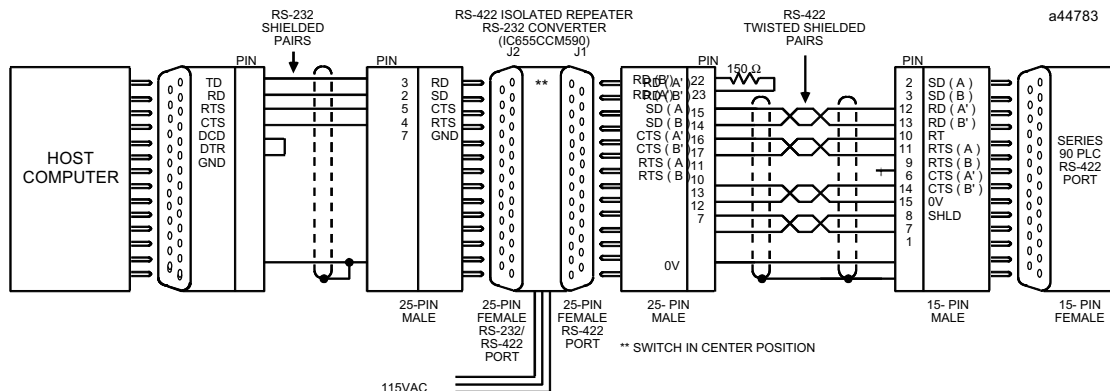 RS-232
SHIELDED
PAIRS
RS-422 ISOLATED REPEATER
RS-232 CONVERTER
(IC655CCM590)
J2
J1
RS-422
TWISTED SHIELDED
PAIRS
a44783
HOST
COMPUTER
PIN
TD
RD
RTS
CTS
DCD
DTR
GND
PIN
3 RD
2 SD
5 CTS
4 RTS
7 GND
25-PIN
MALE
**
25-PIN
FEMALE
RS-232/
RS-422
PORT
25-PIN
FEMALE
RS-422
PORT
115VAC
PIN
RD (B')
RD (A')
RD (A')
RD (B')
SD (A)
SD (B
CTS (A')
CTS (B')
RTS (A
RTS (B
0V
22
23
15
14
16
17
11
10
13
12
7
25- PIN
MALE
150 Ω
** SWITCH IN CENTER POSITION
PIN
2 SD ( A )
3 SD ( B )
12 RD ( A' )
13 RD ( B' )
10 RT
11 RTS ( A )
9 RTS ( B )
6 CTS ( A' )
14 CTS ( B' )
15 0V
8 SHLD
7
1
15- PIN
MALE
SERIES
90 PLC
RS-422
PORT
15- PIN
FEMALE